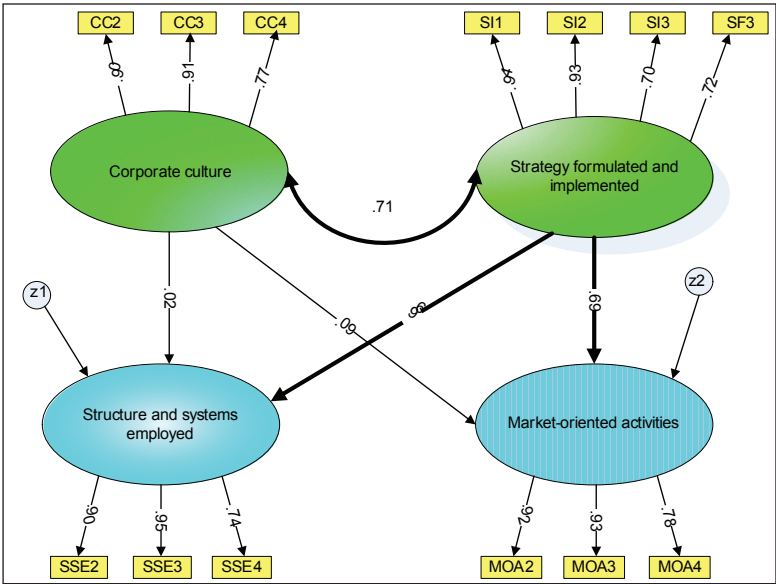 CC2
CC3
CC4
SI1
SI2
SI3
SF3
.90
.91
.77
.94
.93
.70
.72
Corporate culture
Strategy formulated and
implemented
.71
z1
.02
.09
.69
z2
Structure and systems
employed
Market-oriented activities
.90
.95
.74
.92
.93
.78
SSE2
SSE3
SSE4
MOA2
MOA3
MOA4